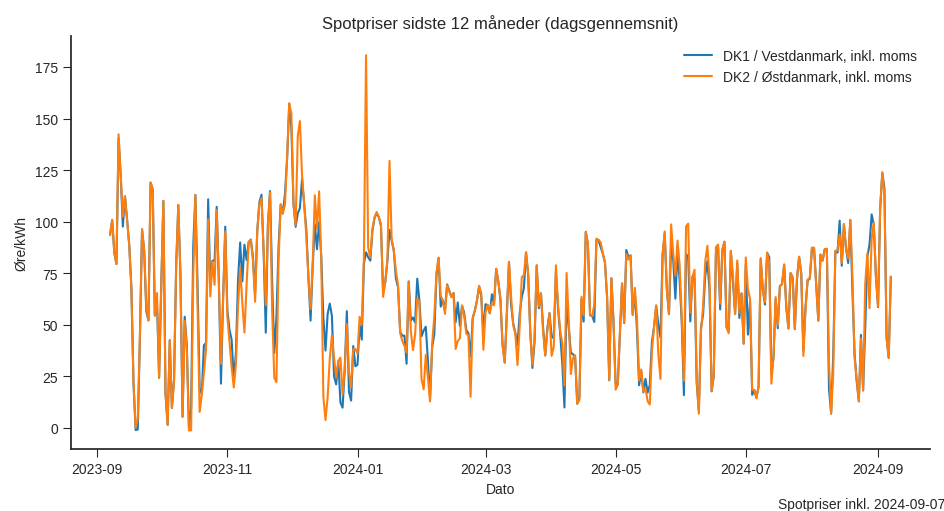 Spotpriser sidste 12 måneder (dagsgennemsnit)
DK1 / Vestdanmark, inkl. moms
DK2 / Østdanmark, inkl. moms
Øre/kWh
175
150
125
100
75
50
25
0
2023-09 2023-11 2024-01 2024-03 2024-05 2024-07 2024-09
Dato
Spotpriser inkl. 2024-09-07